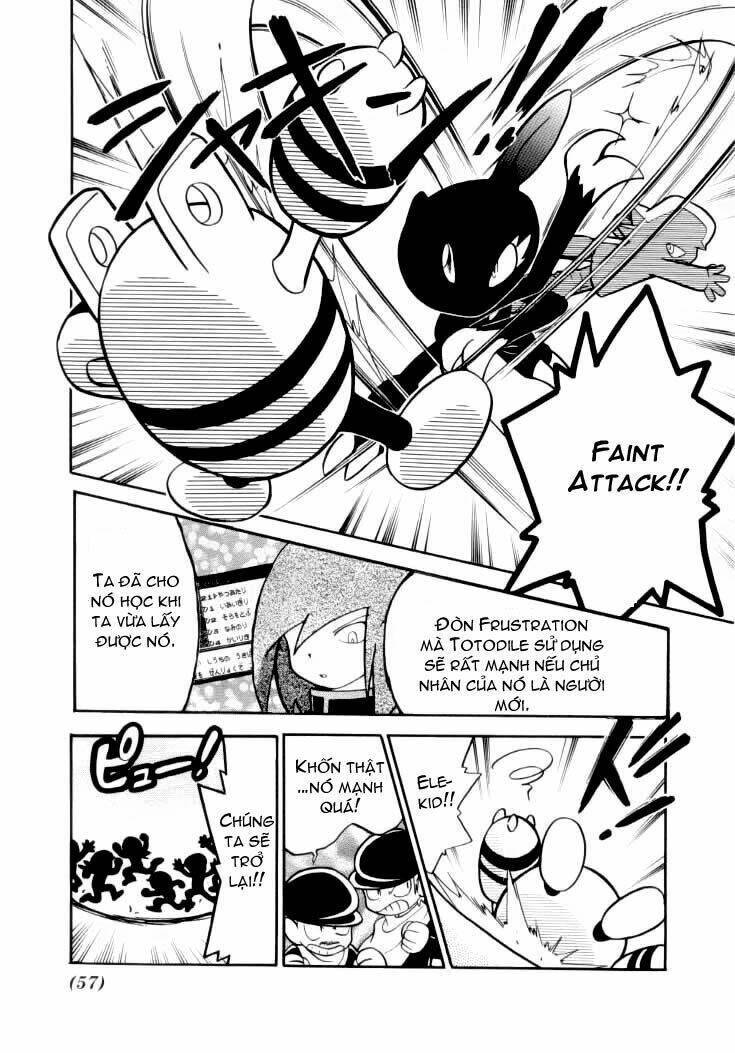 シャキーン!!
FAINT
ATTACK!!
ĐÒN FRUSTRATION
MÀ TOTODILE SỬ DỤNG
SẼ RẤT MẠNH NẾU CHỦ
NHÂN CỦA NÓ LÀ NGƯỜI
MỚI.
TA ĐÃ CHO
NÓ HỌC KHI
TA VỪA LẤY
ĐƯỢC NÓ.
ELE-
KID!!
KHỐN THẬT
...NÓ MẠNH
QUÁ!
CHÚNG
TA SẼ
TRỞ
LẠI!!
ピュー!
(57)